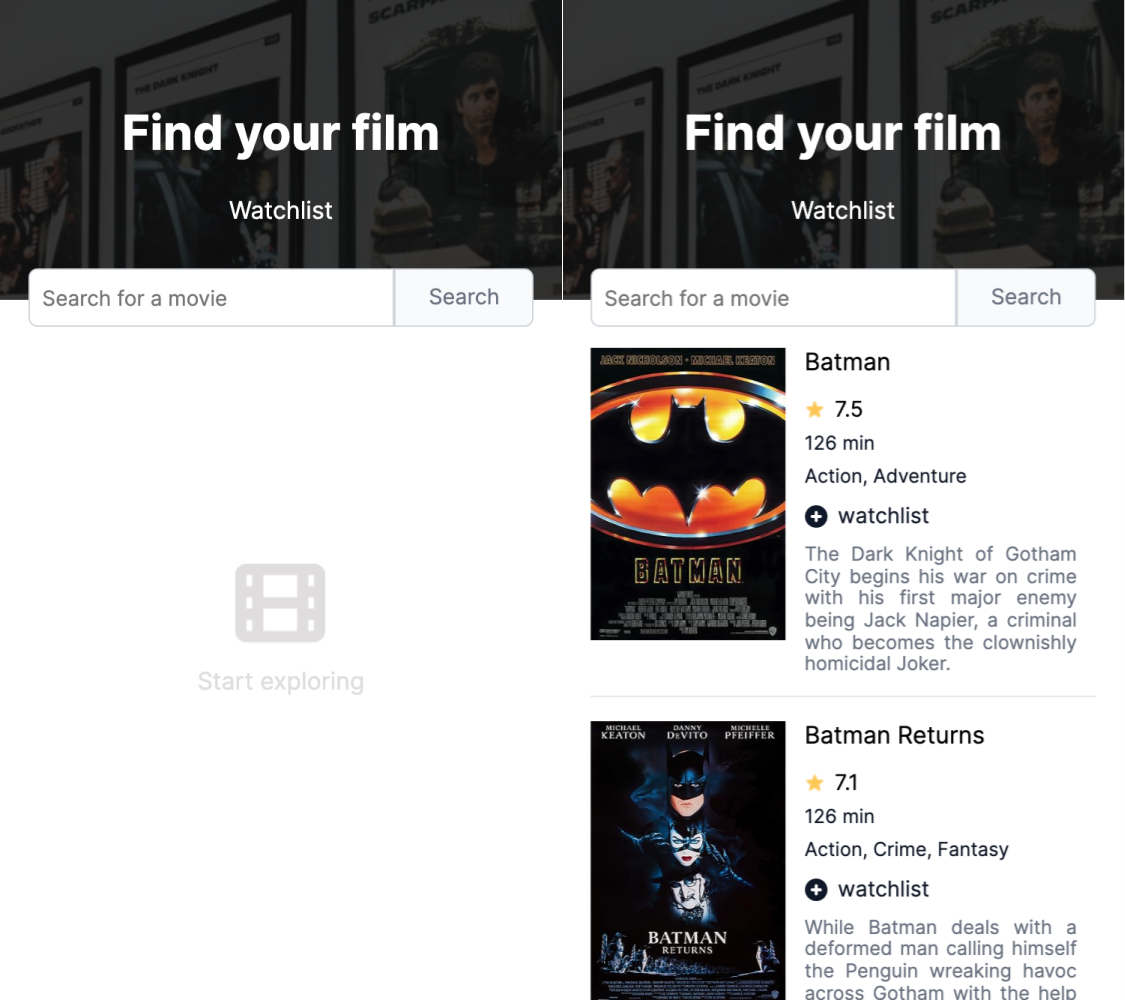 SCARFA
THE DARK KNIGHT
ODFATHER
Find your film
Watchlist
Search for a movie
Search
Start exploring
SCARFA
THE DARK KNIGHT
ODFATHER
Find your film
Watchlist
Search for a movie
Search
JACK NICHOLSON • MICHAEL KEATON
BATMAN
Batman
7.5
126 min
Action, Adventure
watchlist
The Dark Knight of Gotham
City begins his war on crime
with his first major enemy
being Jack Napier, a criminal
who becomes the clownishly
homicidal Joker.
MICHAEL KEATON
DANNY DEVITO
MICHELLE PFEIFFER
BATMAN
RETURNS
Batman Returns
7.1
126 min
Action, Crime, Fantasy
watchlist
While Batman deals with a
deformed man calling himself
the Penguin wreaking havoc
across Gotham with the help